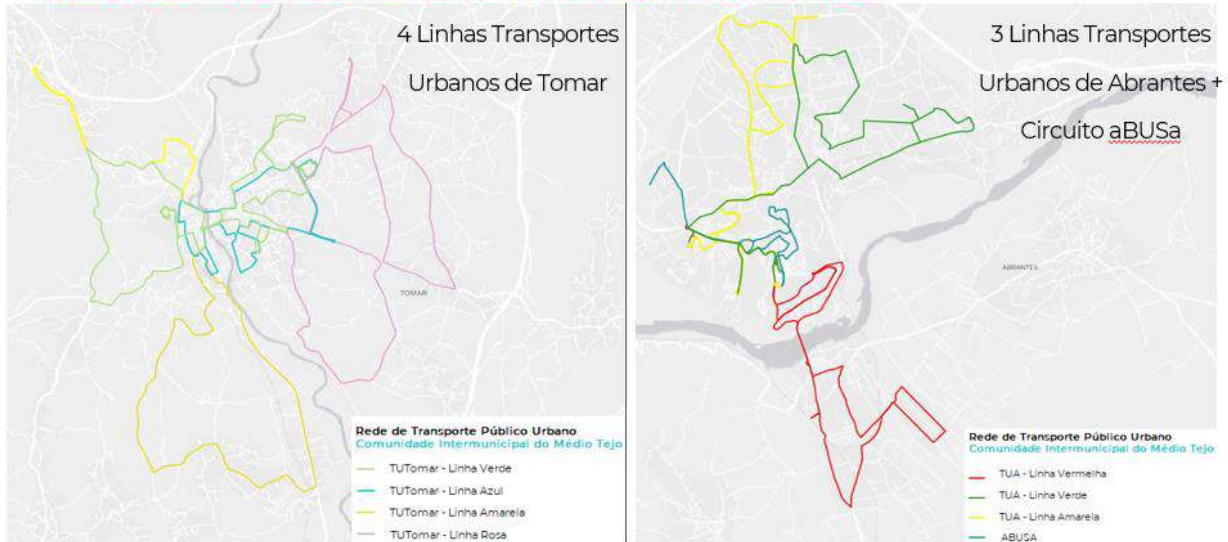 4 Linhas Transportes
Urbanos de Tomar
TOMAR
Rede de Transporte Público Urbano
Comunidade Intermunicipal do Médio Tejo
TUTomar - Linha Verde
TUTomar - Linha Azul
TUTomar - Linha Amarela
TUTomar - Linha Rosa
3 Linhas Transportes
Urbanos de Abrantes +
Circuito aBUSa
ABRANTES
Rede de Transporte Público Urbano
Comunidade Intermunicipal do Médio Tejo
TUA - Linha Vermelha
TUA - Linha Verde
TUA - Linha Amarela
ABUSA